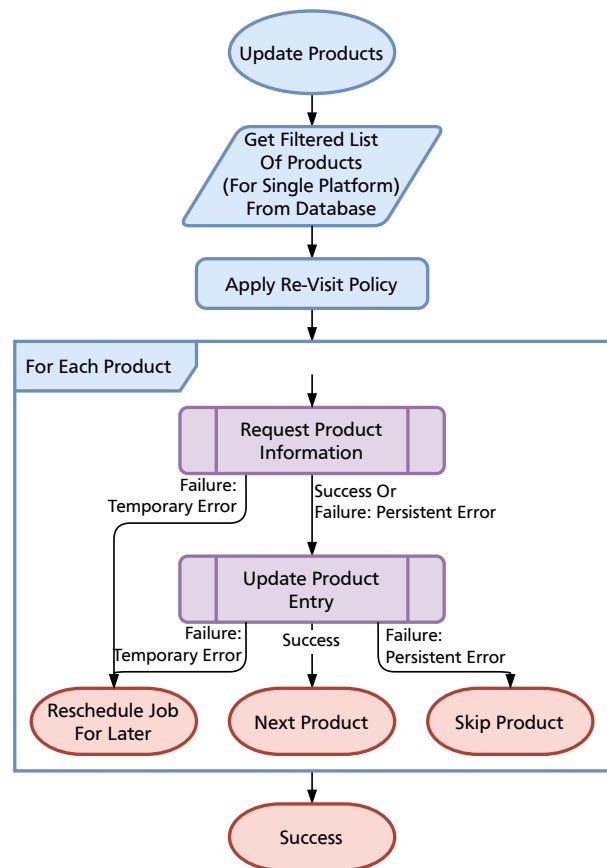 Update Products
Get Filtered List
Of Products
(For Single Platform)
From Database
Apply Re-Visit Policy
For Each Product
Request Product
Information
Failure:
Temporary Error
Success Or
Failure: Persistent Error
Update Product
Entry
Failure:
Temporary Error
Success
Failure:
Persistent Error
Reschedule Job
For Later
Next Product
Skip Product
Success